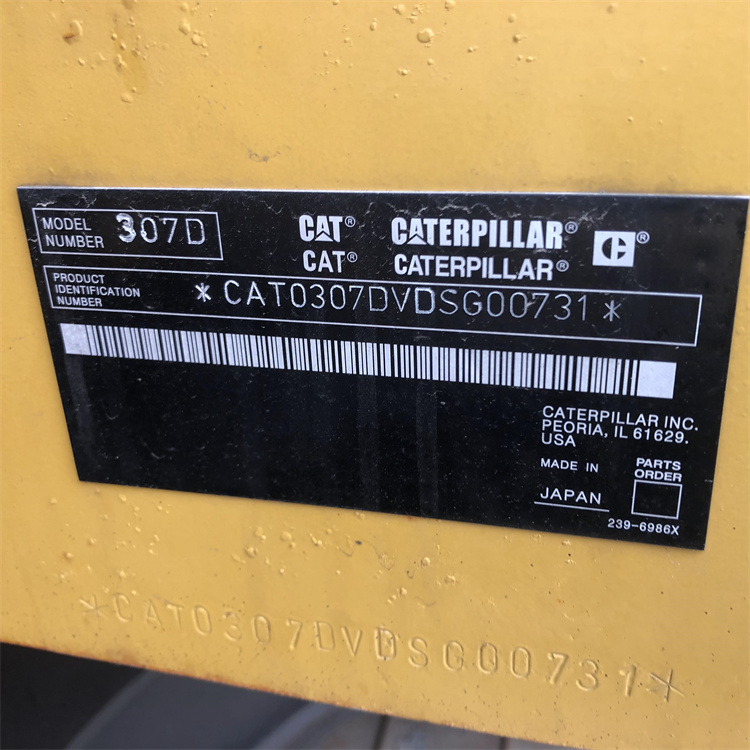 MODEL
NUMBER 307D
CAT® CATERPILLAR® C®
CAT® CATERPILLAR®
PRODUCT
IDENTIFICATION
NUMBER
*CAT0307DVDSG00731*
CATERPILLAR INC.
PEORIA, IL 61629.
USA
MADE IN
JAPAN
PARTS
ORDER
239-6986X
*CAT0307DVDSG00731*